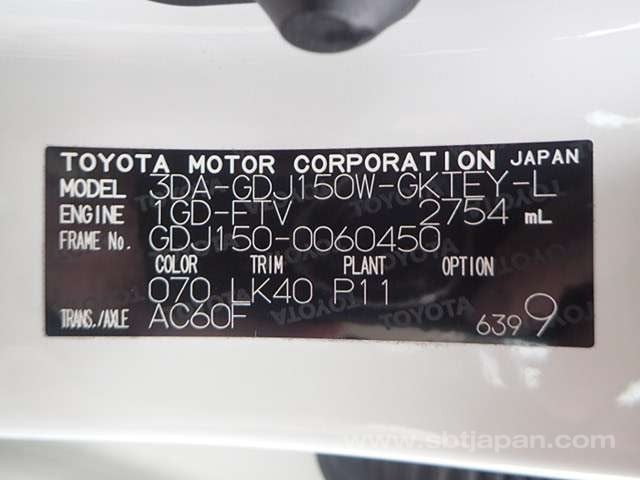 TOYOTA MOTOR CORPORATION JAPAN
MODEL 3DA-GDJ150W-GKTEY-L
ENGINE 1GD-FTV 2754 mL
FRAME No. GDJ150-0060450
COLOR TRIM PLANT OPTION
070 LK40 P11
TRANS./AXLE AC60F
6399
www.sbtjapan.com